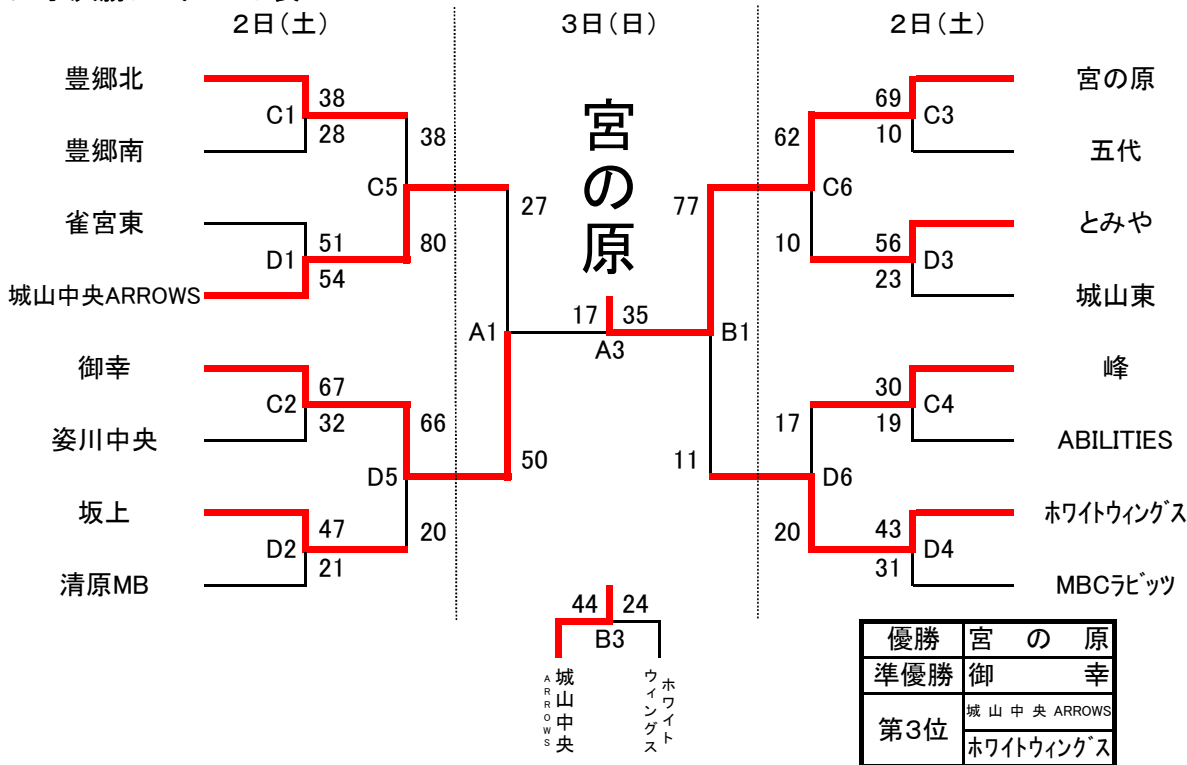 2日(土)
3日(日)
2日(土)
豊郷北
C1
38
28
豊郷南
C5
38
80
雀宮東
D1
51
54
城山中央ARROWS
A1
27
50
御幸
C2
67
32
姿川中央
D5
66
20
坂上
D2
47
21
清原MB
宮の原
17
35
A3
77
11
B1
宮の原
69
10
C3
五代
62
10
C6
とみや
56
23
D3
城山東
峰
30
19
C4
ABILITIES
17
20
D6
ホワイトウィングス
43
31
D4
MBCラビッツ
44
24
B3
城山中央
ARROWS
ホワイト
ウィングス
優勝 宮の原
準優勝 御幸
第3位 城山中央ARROWS
ホワイトウィングス